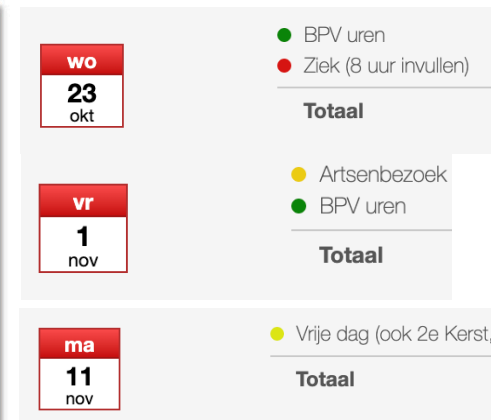 wo
23
okt
BPV uren
Ziek (8 uur invullen)
Totaal
vr
1
nov
Artsenbezoek
BPV uren
Totaal
ma
11
nov
Vrije dag (ook 2e Kerst,
Totaal